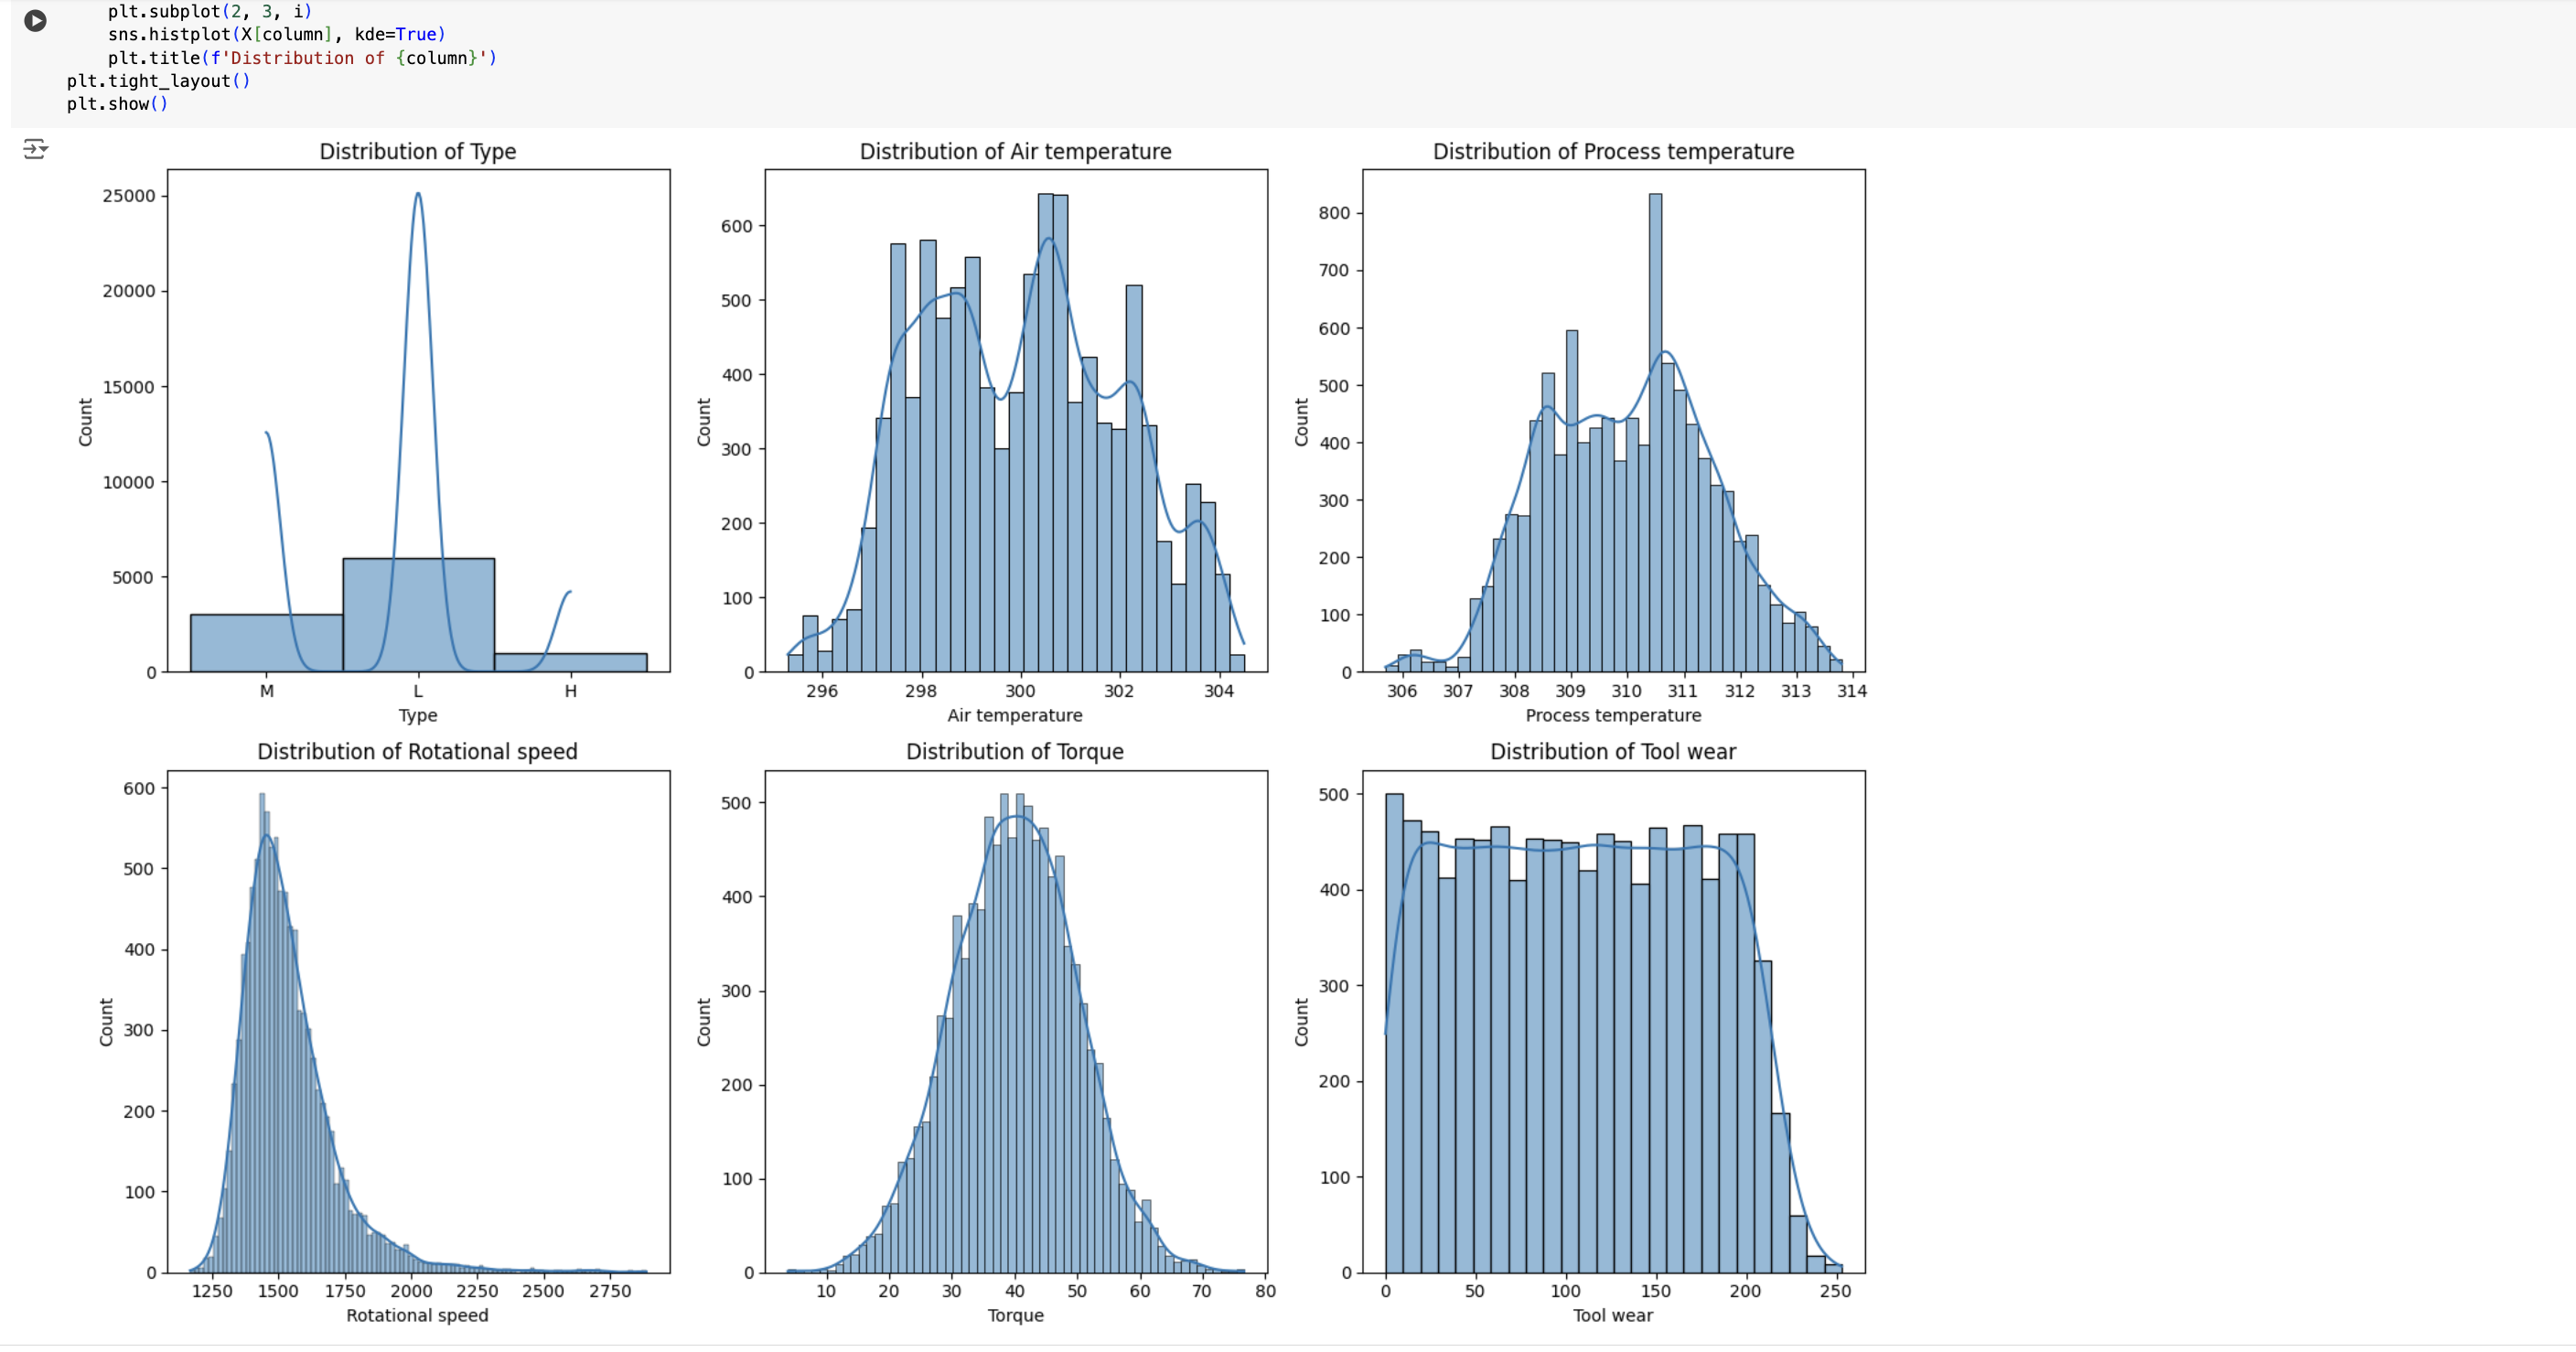 plt.subplot(2, 3, i)
sns.histplot(X[column], kde=True)
plt.title(f'Distribution of {column}')
plt.tight_layout()
plt.show()
Distribution of Type
25000
20000
15000
10000
5000
0
Count
M L H
Type
Distribution of Air temperature
600
500
400
300
200
100
0
Count
296 298 300 302 304
Air temperature
Distribution of Process temperature
800
700
600
500
400
300
200
100
0
Count
306 307 308 309 310 311 312 313 314
Process temperature
Distribution of Rotational speed
600
500
400
300
200
100
0
Count
1250 1500 1750 2000 2250 2500 2750
Rotational speed
Distribution of Torque
500
400
300
200
100
0
Count
10 20 30 40 50 60 70 80
Torque
Distribution of Tool wear
500
400
300
200
100
0
Count
0 50 100 150 200 250
Tool wear